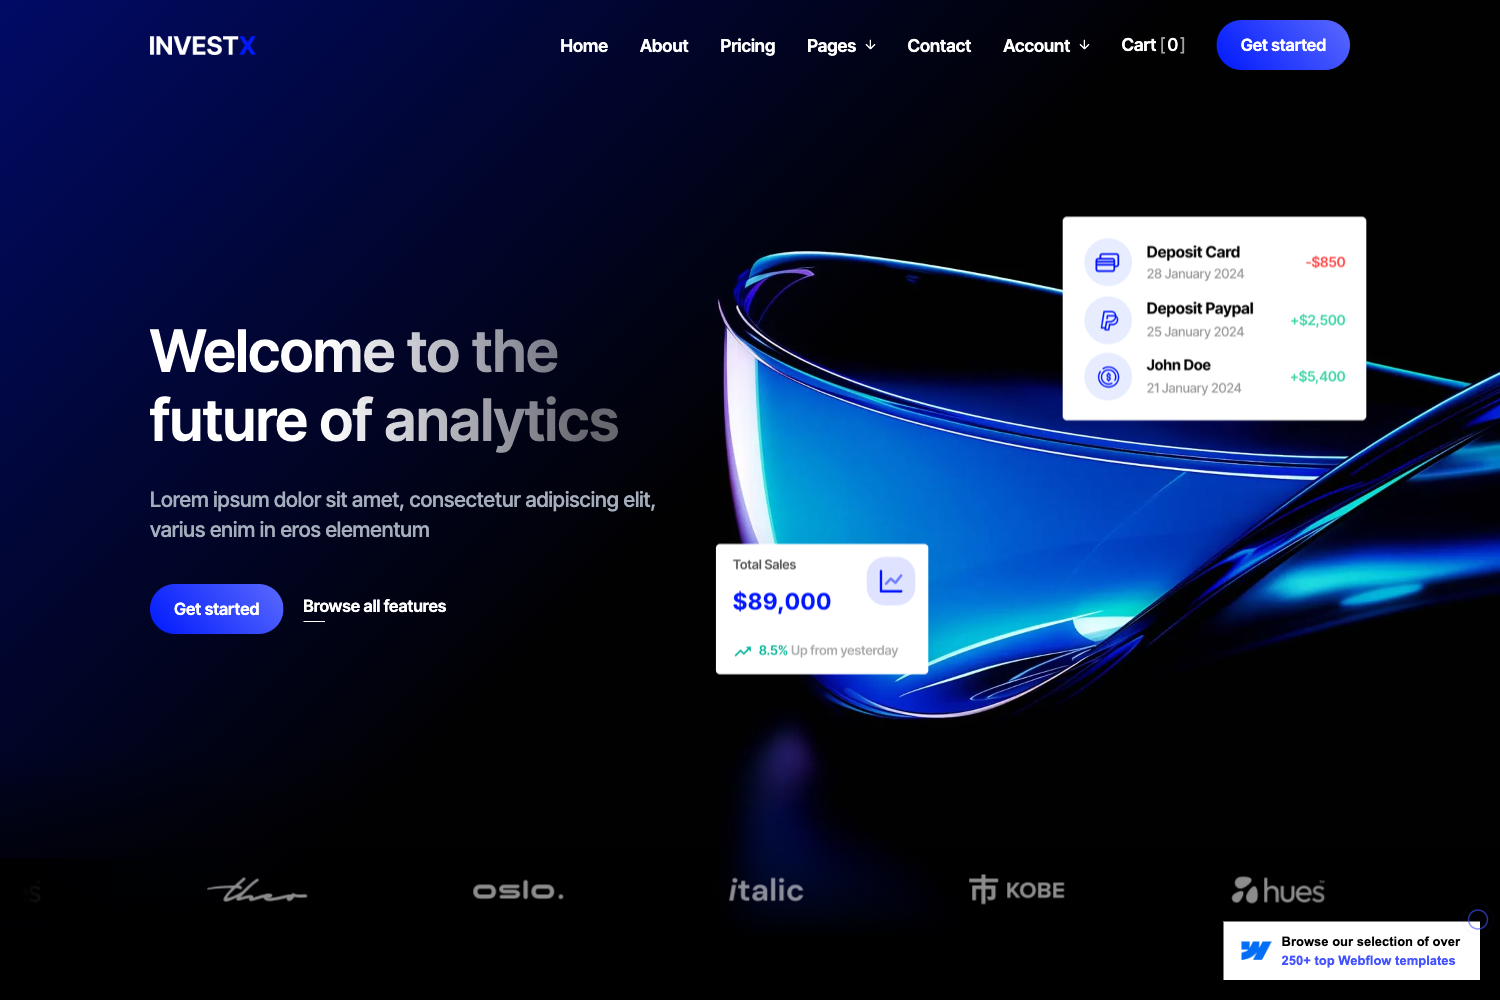 INVESTX
Home About Pricing Pages Contact Account Cart [0] Get started
Deposit Card
28 January 2024
-$850
Deposit Paypal
25 January 2024
+$2,500
John Doe
21 January 2024
+$5,400
Welcome to the
future of analytics
Lorem ipsum dolor sit amet, consectetur adipiscing elit,
varius enim in eros elementum
Get started Browse all features
Total Sales
$89,000
8.5% Up from yesterday
theo oslo. italic 市 KOBE hues
Browse our selection of over
250+ top Webflow templates